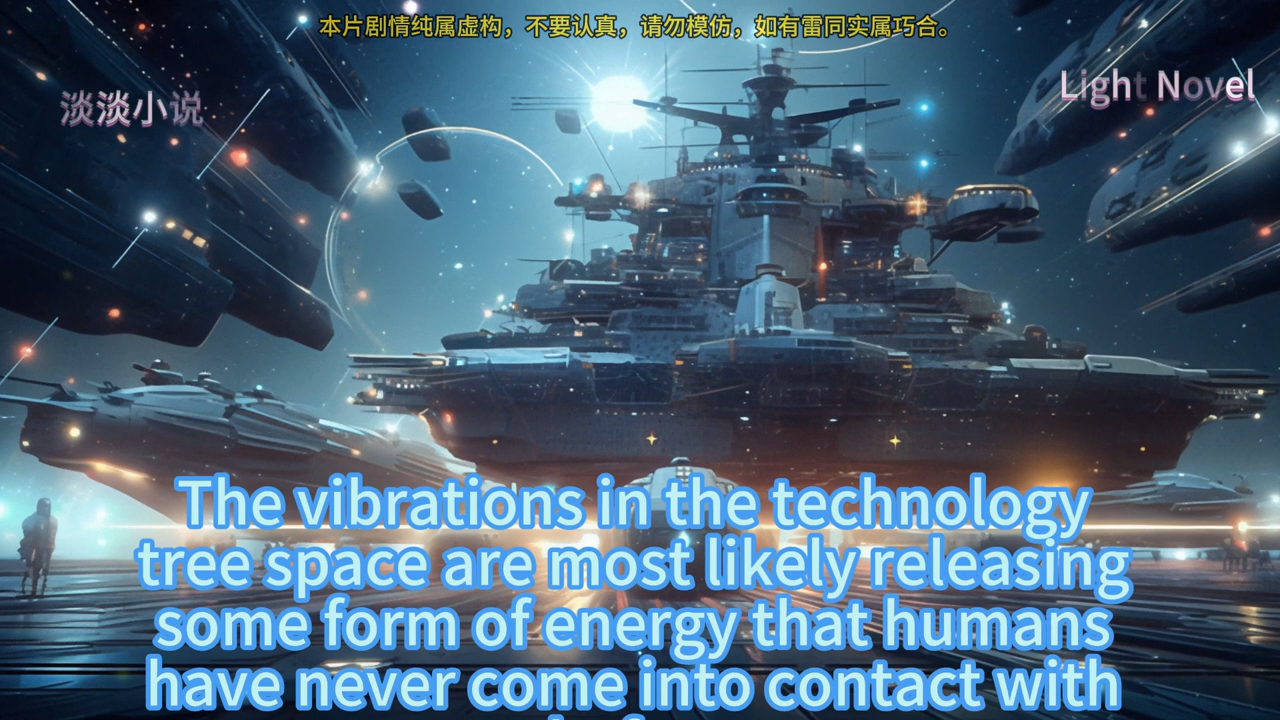 本片剧情纯属虚构，不要认真，请勿模仿，如有雷同实属巧合。
淡淡小说
Light Novel
The vibrations in the technology
tree space are most likely releasing
some form of energy that humans
have never come into contact with